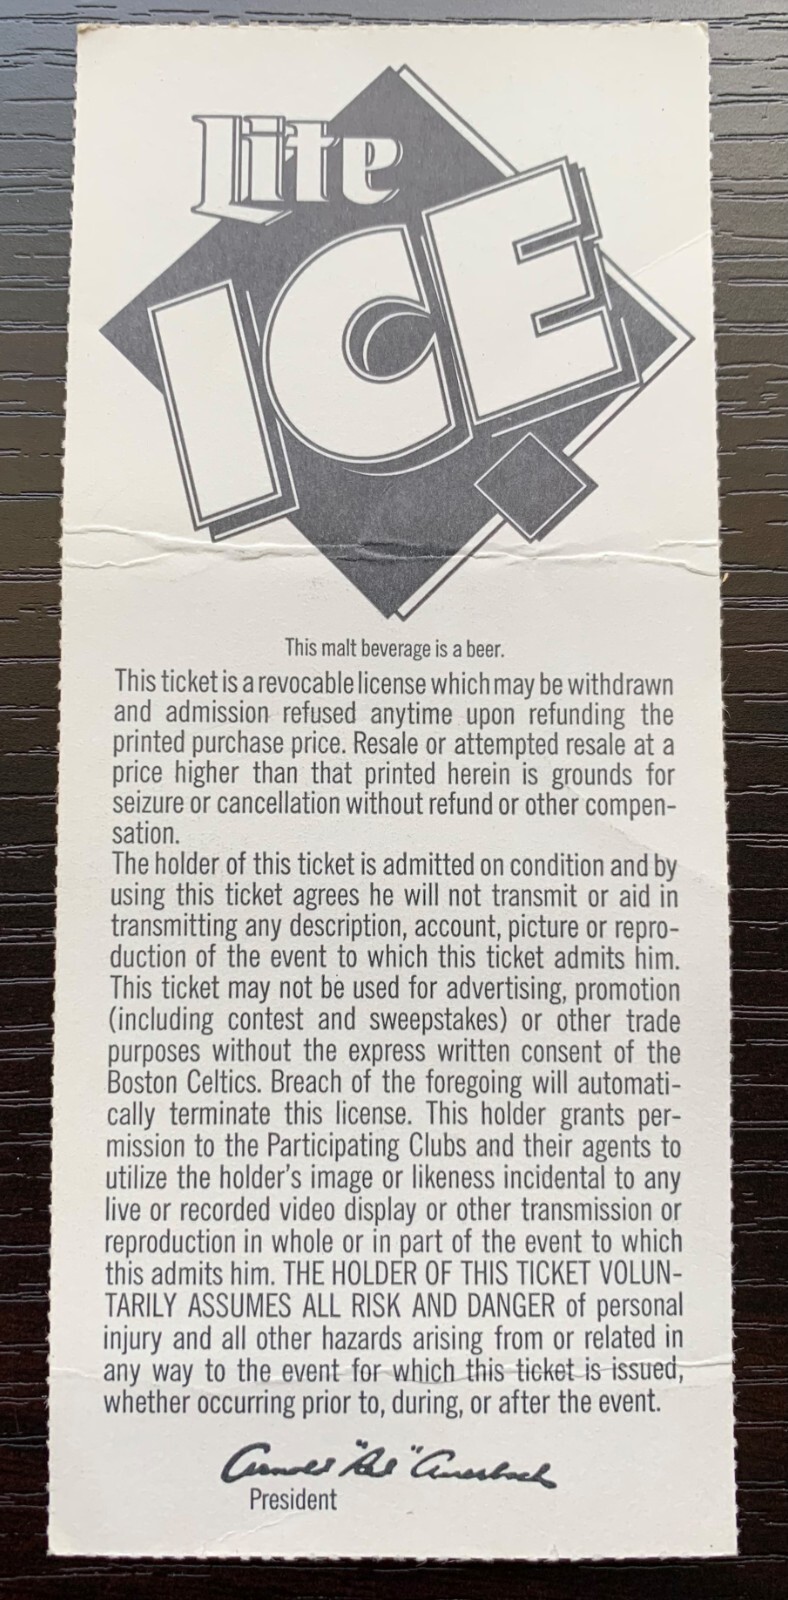 Lite
ICE
This malt beverage is a beer.
This ticket is a revocable license which may be withdrawn
and admission refused anytime upon refunding the
printed purchase price. Resale or attempted resale at a
price higher than that printed herein is grounds for
seizure or cancellation without refund or other compen-
sation.
The holder of this ticket is admitted on condition and by
using this ticket agrees he will not transmit or aid in
transmitting any description, account, picture or repro-
duction of the event to which this ticket admits him.
This ticket may not be used for advertising, promotion
(including contest and sweepstakes) or other trade
purposes without the express written consent of the
Boston Celtics. Breach of the foregoing will automati-
cally terminate this license. This holder grants per-
mission to the Participating Clubs and their agents to
utilize the holder's image or likeness incidental to any
live or recorded video display or other transmission or
reproduction in whole or in part of the event to which
this admits him. THE HOLDER OF THIS TICKET VOLUN-
TARILY ASSUMES ALL RISK AND DANGER of personal
injury and all other hazards arising from or related in
any way to the event for which this ticket is issued,
whether occurring prior to, during, or after the event.
Arnold "Red" Auerbach
President